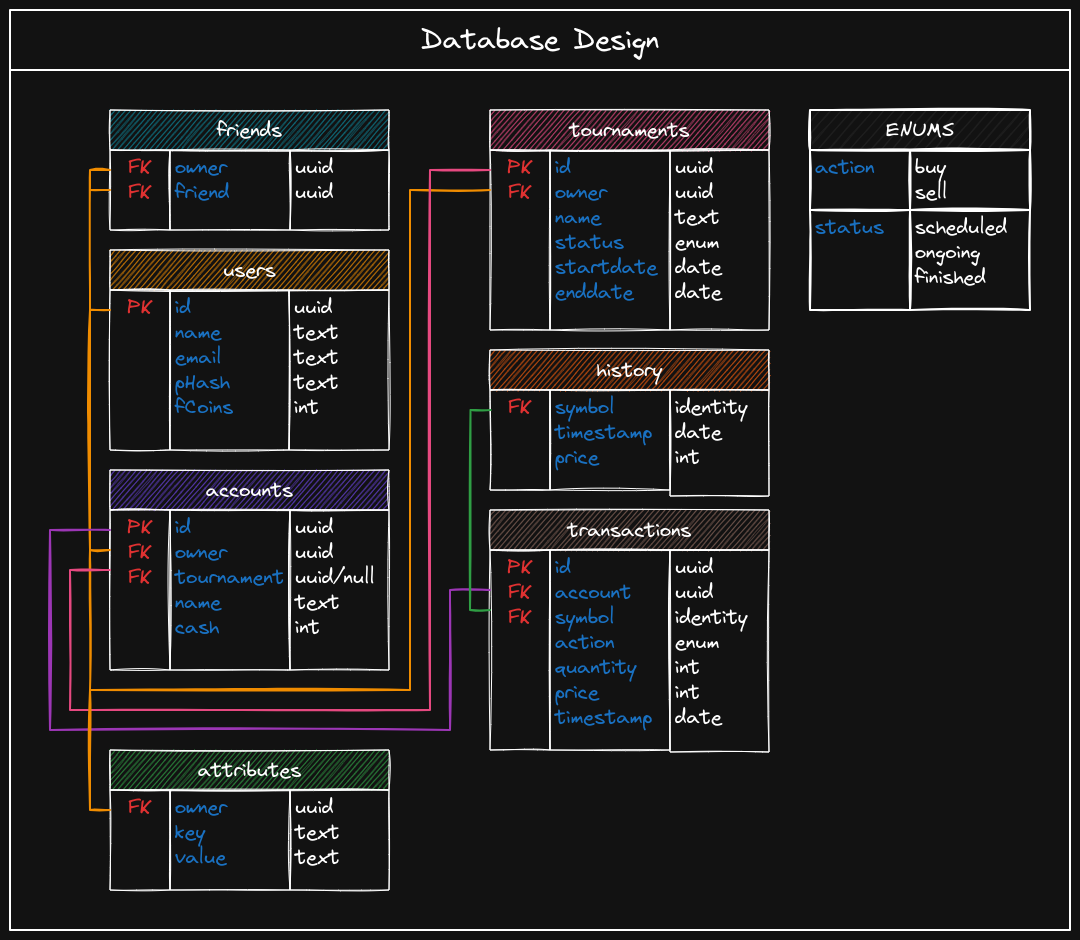 Database Design
friends
FK owner uuid
FK friend uuid
users
PK id uuid
name text
email text
pHash text
fCoins int
accounts
PK id uuid
FK owner uuid
FK tournament uuid/null
name text
cash int
attributes
FK owner uuid
key text
value text
tournaments
PK id uuid
FK owner uuid
name text
status enum
startdate date
enddate date
history
FK symbol identity
timestamp date
price int
transactions
PK id uuid
FK account uuid
FK symbol identity
action enum
quantity int
price int
timestamp date
ENUMS
action buy
sell
status scheduled
ongoing
finished